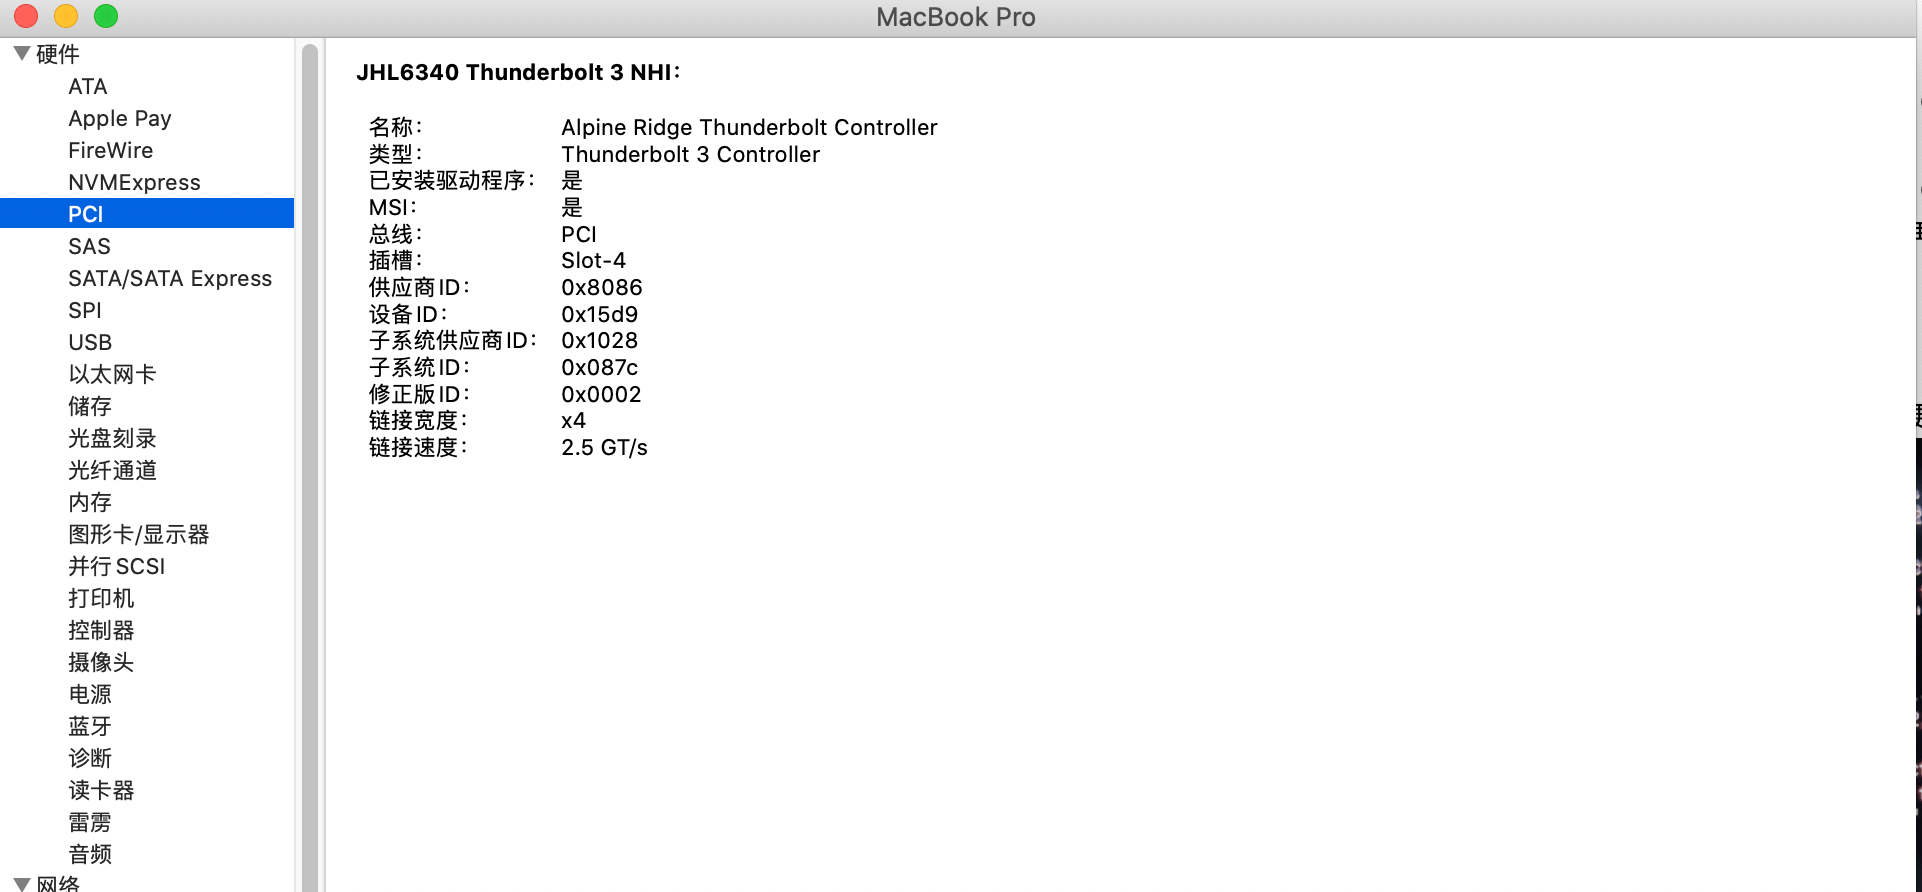 MacBook Pro
硬件
ATA
Apple Pay
FireWire
NVMExpress
PCI
SAS
SATA/SATA Express
SPI
USB
以太网卡
储存
光盘刻录
光纤通道
内存
图形卡/显示器
并行SCSI
打印机
控制器
摄像头
电源
蓝牙
诊断
读卡器
雷雳
音频
网络
JHL6340 Thunderbolt 3 NHI：
名称： Alpine Ridge Thunderbolt Controller
类型： Thunderbolt 3 Controller
已安装驱动程序： 是
MSI： 是
总线： PCI
插槽： Slot-4
供应商ID： 0x8086
设备ID： 0x15d9
子系统供应商ID： 0x1028
子系统ID： 0x087c
修正版ID： 0x0002
链接宽度： x4
链接速度： 2.5 GT/s